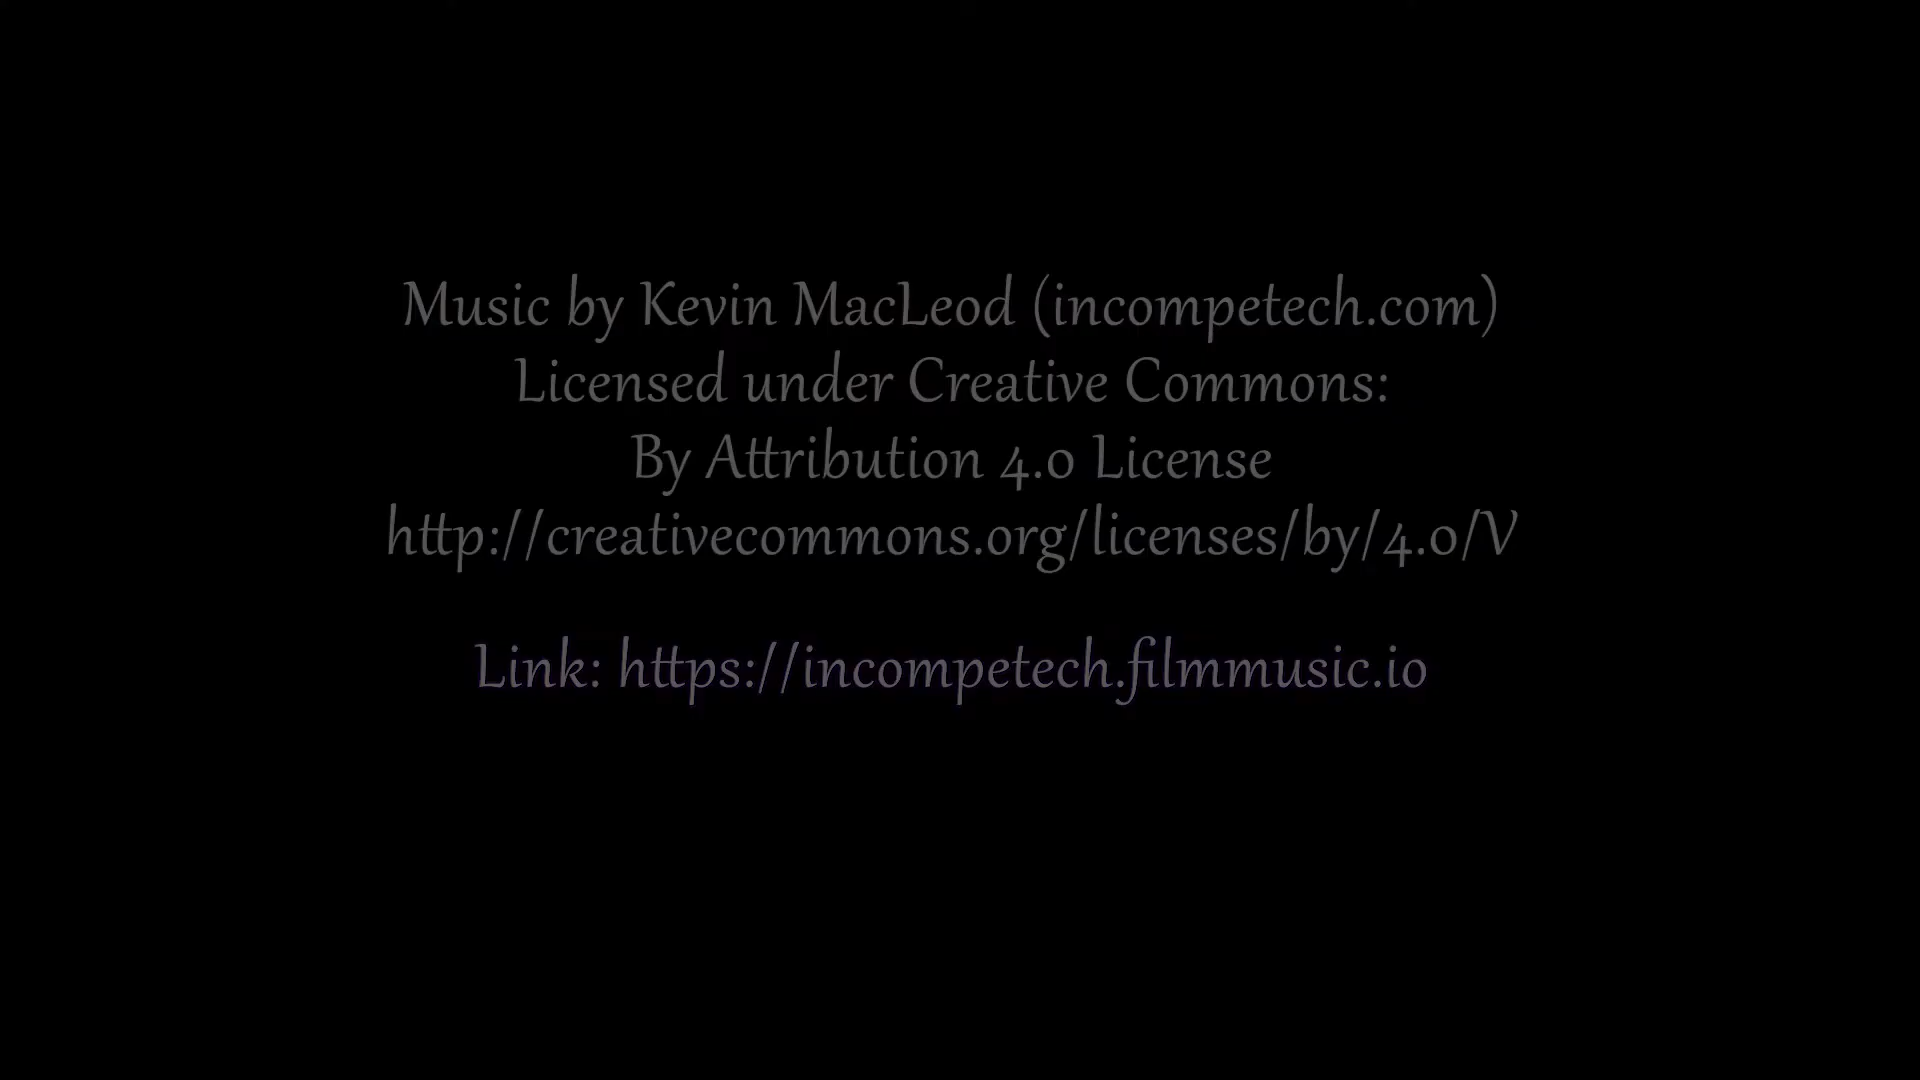 Music by Kevin MacLeod (incompetech.com)
Licensed under Creative Commons:
By Attribution 4.0 License
http://creativecommons.org/licenses/by/4.0/V
Link: https://incompetech.filmmusic.io